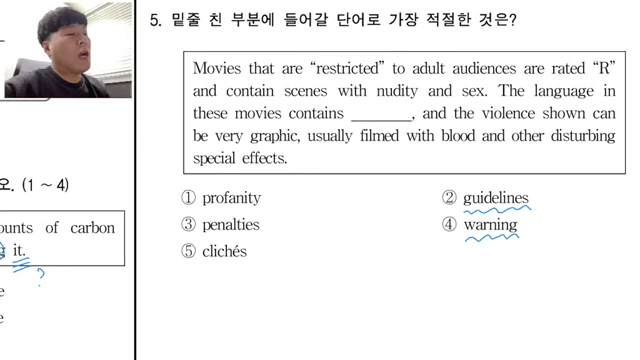 5. 밑줄 친 부분에 들어갈 단어로 가장 적절한 것은?
Movies that are “restricted” to adult audiences are rated “R”
and contain scenes with nudity and sex. The language in
these movies contains _______, and the violence shown can
be very graphic, usually filmed with blood and other disturbing
special effects.
① profanity
② guidelines
③ penalties
④ warning
⑤ clichés
오. (1 ~ 4)
ounts of carbon
it.
?
e
e